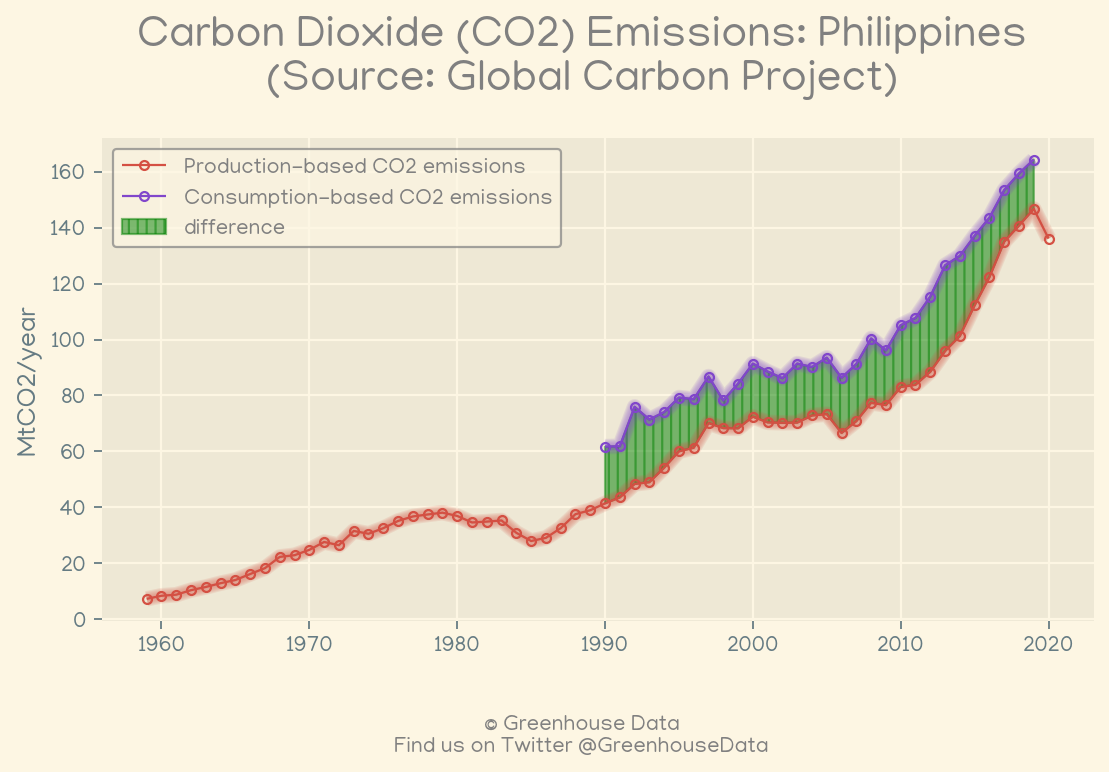 Carbon Dioxide (CO2) Emissions: Philippines
(Source: Global Carbon Project)
Production-based CO2 emissions
Consumption-based CO2 emissions
difference
MtCO2/year
160
140
120
100
80
60
40
20
0
1960 1970 1980 1990 2000 2010 2020
© Greenhouse Data
Find us on Twitter @GreenhouseData